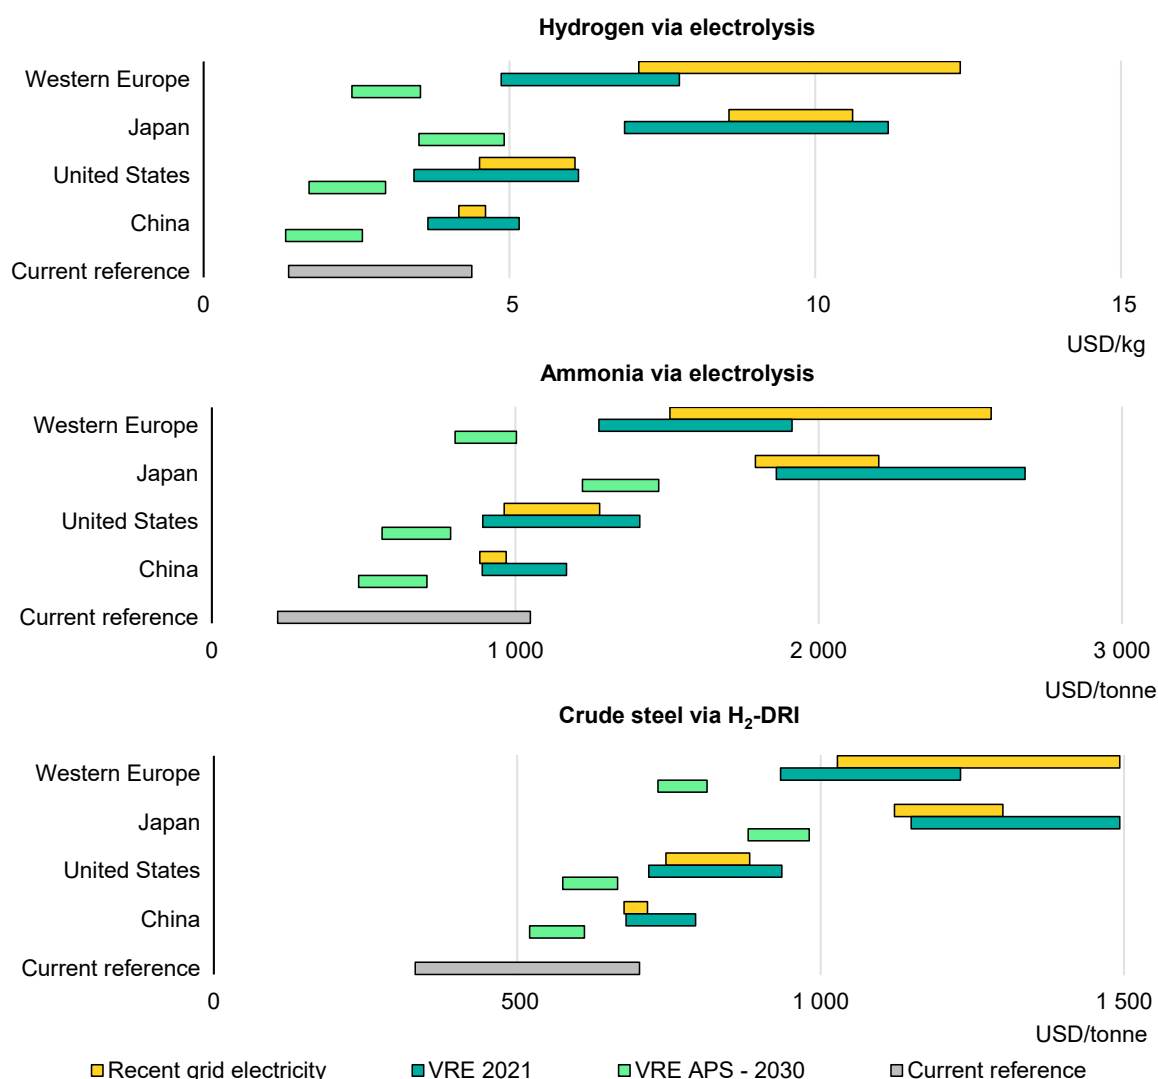 Hydrogen via electrolysis
Western Europe
Japan
United States
China
Current reference
0 5 10 15
USD/kg
Ammonia via electrolysis
Western Europe
Japan
United States
China
Current reference
0 1 000 2 000 3 000
USD/tonne
Crude steel via H₂-DRI
Western Europe
Japan
United States
China
Current reference
0 500 1 000 1 500
USD/tonne
Recent grid electricity VRE 2021 VRE APS - 2030 Current reference